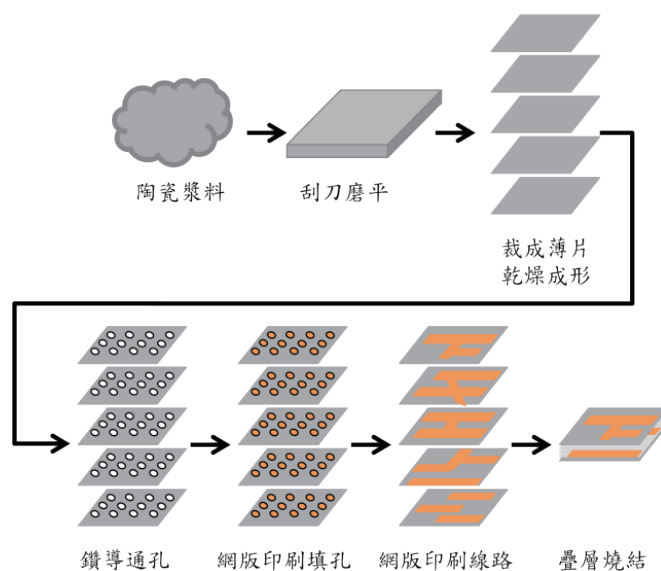 陶瓷漿料
刮刀磨平
裁成薄片
乾燥成形
鑽導通孔
網版印刷填孔
網版印刷線路
疊層燒結